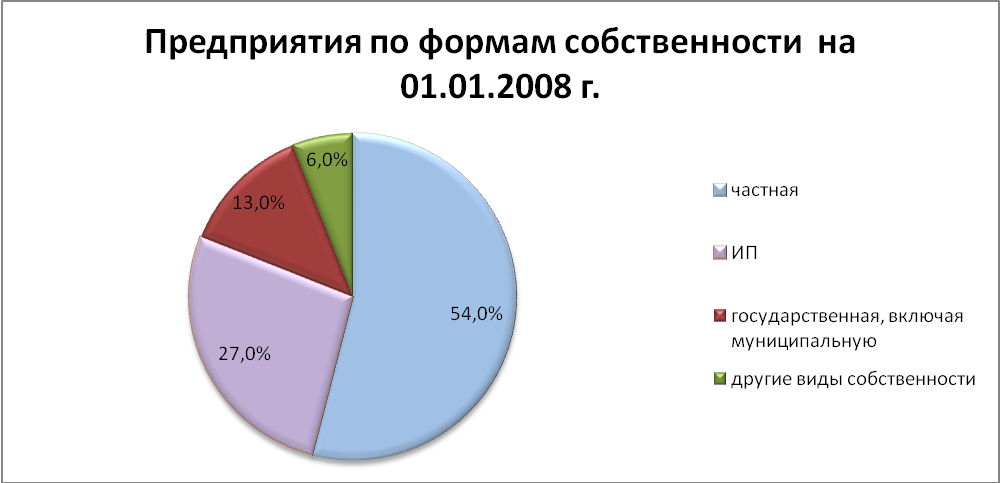 Предприятия по формам собственности на
01.01.2008 г.
6,0%
13,0%
54,0%
27,0%
частная
ИП
государственная, включая
муниципальную
другие виды собственности